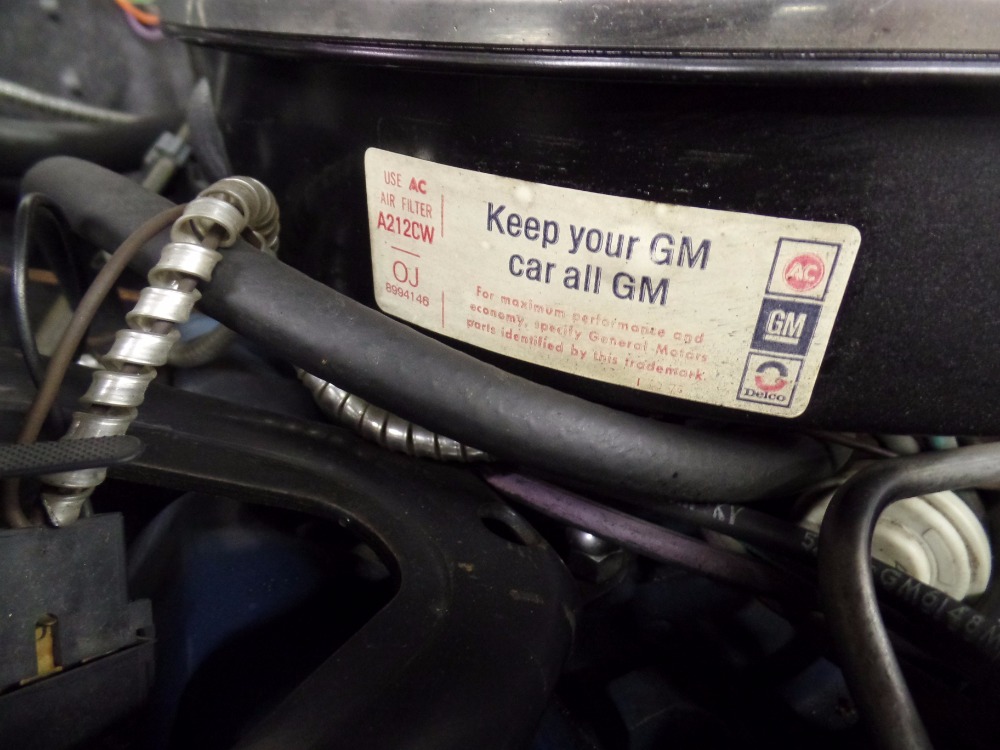 USE AC
AIR FILTER
A212CW
OJ
8994146
Keep your GM
car all GM
For maximum performance and
economy, specify General Motors
parts identified by this trademark.
AC
GM
Delco
GM6148M